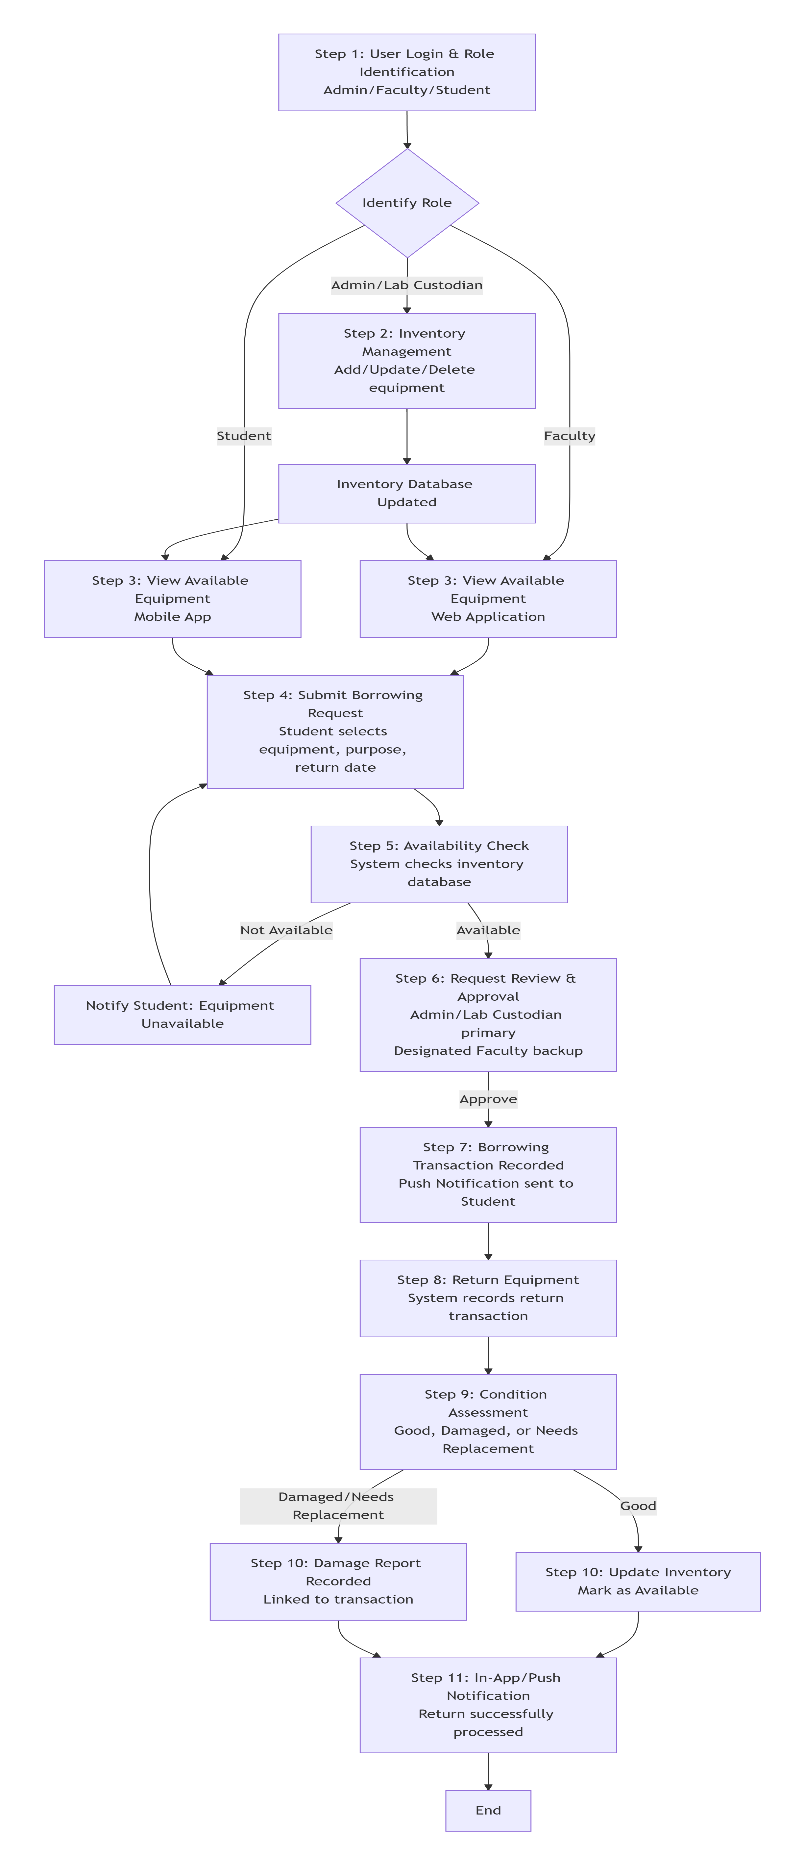 Step 1: User Login & Role
Identification
Admin/Faculty/Student
Identify Role
Admin/Lab Custodian
Step 2: Inventory
Management
Add/Update/Delete
equipment
Student
Faculty
Inventory Database
Updated
Step 3: View Available
Equipment
Mobile App
Step 3: View Available
Equipment
Web Application
Step 4: Submit Borrowing
Request
Student selects
equipment, purpose,
return date
Step 5: Availability Check
System checks inventory
database
Not Available
Available
Notify Student: Equipment
Unavailable
Step 6: Request Review &
Approval
Admin/Lab Custodian
primary
Designated Faculty backup
Approve
Step 7: Borrowing
Transaction Recorded
Push Notification sent to
Student
Step 8: Return Equipment
System records return
transaction
Step 9: Condition
Assessment
Good, Damaged, or Needs
Replacement
Damaged/Needs
Replacement
Good
Step 10: Damage Report
Recorded
Linked to transaction
Step 10: Update Inventory
Mark as Available
Step 11: In-App/Push
Notification
Return successfully
processed
End